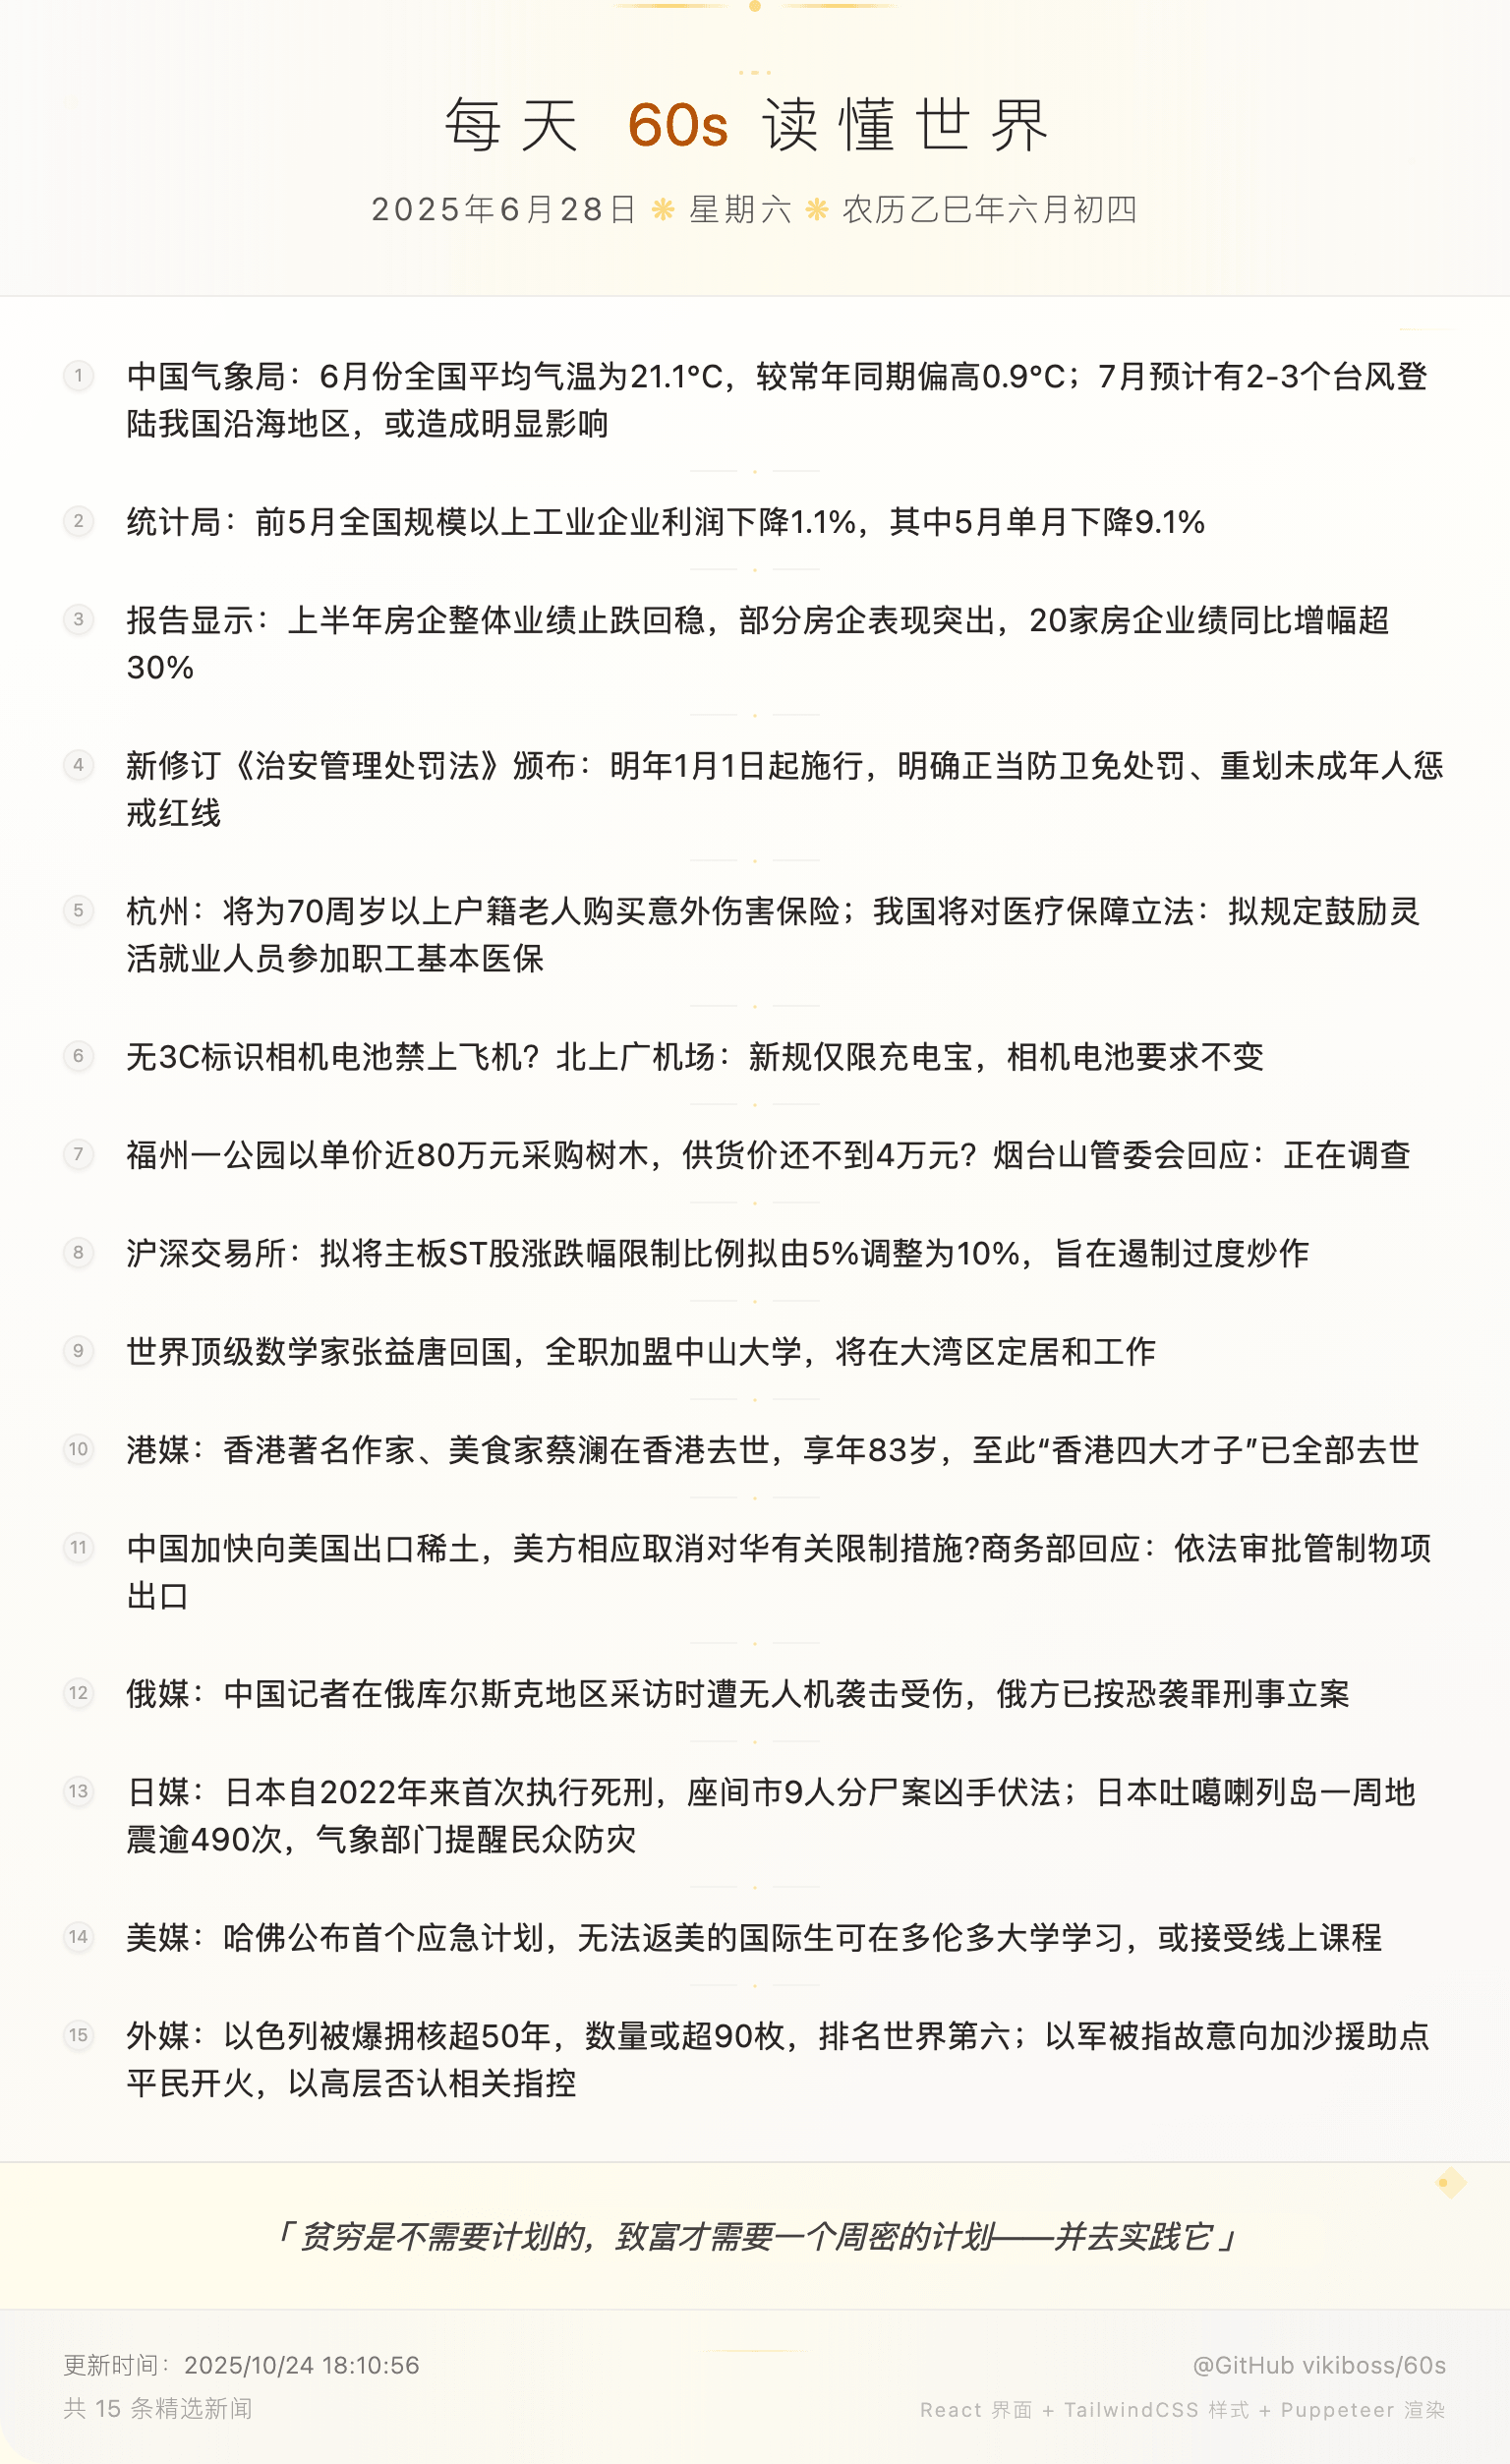 每天 60s 读懂世界
2025年6月28日 ❋ 星期六 ❋ 农历乙巳年六月初四
1 中国气象局：6月份全国平均气温为21.1°C，较常年同期偏高0.9°C；7月预计有2-3个台风登
陆我国沿海地区，或造成明显影响
2 统计局：前5月全国规模以上工业企业利润下降1.1%，其中5月单月下降9.1%
3 报告显示：上半年房企整体业绩止跌回稳，部分房企表现突出，20家房企业绩同比增幅超
30%
4 新修订《治安管理处罚法》颁布：明年1月1日起施行，明确正当防卫免处罚、重划未成年人惩
戒红线
5 杭州：将为70周岁以上户籍老人购买意外伤害保险；我国将对医疗保障立法：拟规定鼓励灵
活就业人员参加职工基本医保
6 无3C标识相机电池禁上飞机？北上广机场：新规仅限充电宝，相机电池要求不变
7 福州一公园以单价近80万元采购树木，供货价还不到4万元？烟台山管委会回应：正在调查
8 沪深交易所：拟将主板ST股涨跌幅限制比例拟由5%调整为10%，旨在遏制过度炒作
9 世界顶级数学家张益唐回国，全职加盟中山大学，将在大湾区定居和工作
10 港媒：香港著名作家、美食家蔡澜在香港去世，享年83岁，至此“香港四大才子”已全部去世
11 中国加快向美国出口稀土，美方相应取消对华有关限制措施?商务部回应：依法审批管制物项
出口
12 俄媒：中国记者在俄库尔斯克地区采访时遭无人机袭击受伤，俄方已按恐袭罪刑事立案
13 日媒：日本自2022年来首次执行死刑，座间市9人分尸案凶手伏法；日本吐噶喇列岛一周地
震逾490次，气象部门提醒民众防灾
14 美媒：哈佛公布首个应急计划，无法返美的国际生可在多伦多大学学习，或接受线上课程
15 外媒：以色列被爆拥核超50年，数量或超90枚，排名世界第六；以军被指故意向加沙援助点
平民开火，以高层否认相关指控
「 贫穷是不需要计划的，致富才需要一个周密的计划——并去实践它 」
更新时间：2025/10/24 18:10:56
@GitHub vikiboss/60s
共 15 条精选新闻
React 界面 + TailwindCSS 样式 + Puppeteer 渲染